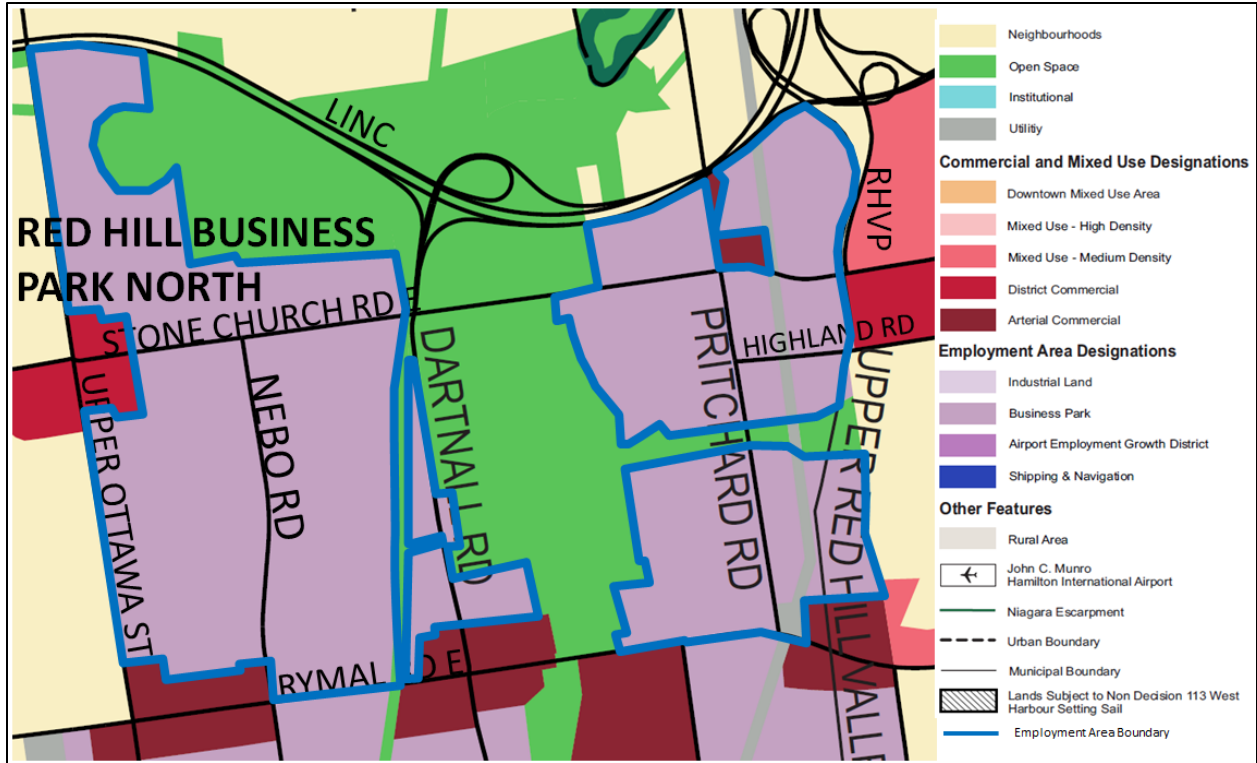 LINC
RHVP
RED HILL BUSINESS
PARK NORTH
STONE CHURCH RD E
HIGHLAND RD
UPPER OTTAWA ST
NEBO RD
DARTNALL RD
PRITCHARD RD
UPPER RED HILL VALLE
RYMAL RD E
Neighbourhoods
Open Space
Institutional
Utilitiy
Commercial and Mixed Use Designations
Downtown Mixed Use Area
Mixed Use - High Density
Mixed Use - Medium Density
District Commercial
Arterial Commercial
Employment Area Designations
Industrial Land
Business Park
Airport Employment Growth District
Shipping & Navigation
Other Features
Rural Area
John C. Munro
Hamilton International Airport
Niagara Escarpment
Urban Boundary
Municipal Boundary
Lands Subject to Non Decision 113 West
Harbour Setting Sail
Employment Area Boundary